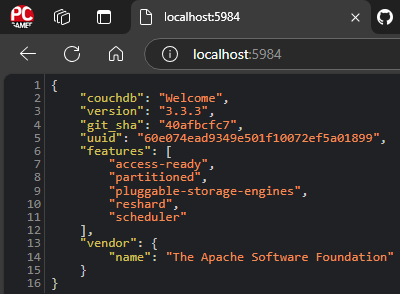 PC
GAMER
localhost:5984
localhost:5984
1 {
2 "couchdb": "Welcome",
3 "version": "3.3.3",
4 "git_sha": "40afbcfc7",
5 "uuid": "60e074ead9349e501f10072ef5a01899",
6 "features": [
7 "access-ready",
8 "partitioned",
9 "pluggable-storage-engines",
10 "reshard",
11 "scheduler"
12 ],
13 "vendor": {
14 "name": "The Apache Software Foundation"
15 }
16 }